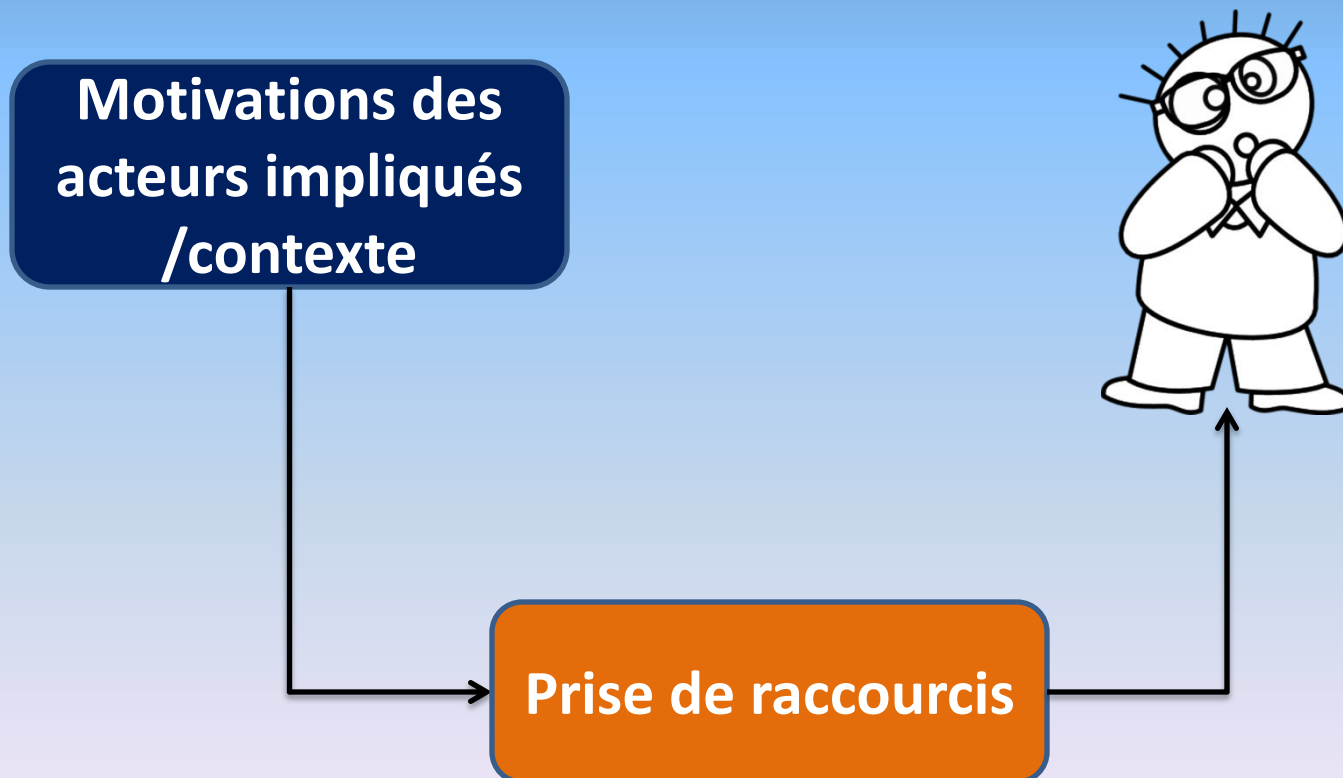 Motivations des
acteurs impliqués
/contexte
Prise de raccourcis